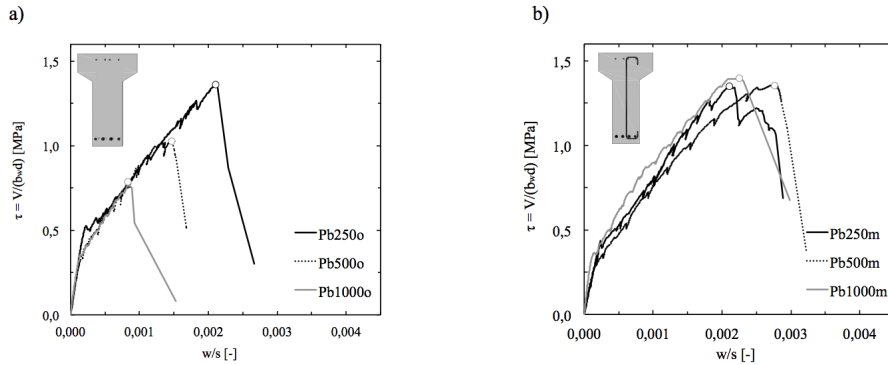 a)
1,5
1,0
0,5
0,0
τ = V/(bwd) [MPa]
Pb250o
Pb500o
Pb1000o
0,000 0,001 0,002 0,003 0,004
w/s [-]
b)
1,5
1,0
0,5
0,0
τ = V/(bwd) [MPa]
Pb250m
Pb500m
Pb1000m
0,000 0,001 0,002 0,003 0,004
w/s [-]